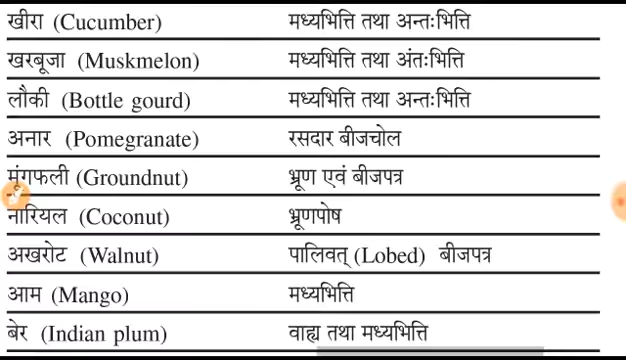 खीरा (Cucumber) मध्यभित्ति तथा अन्तःभित्ति
खरबूजा (Muskmelon) मध्यभित्ति तथा अंतःभित्ति
लौकी (Bottle gourd) मध्यभित्ति तथा अन्तःभित्ति
अनार (Pomegranate) रसदार बीजचोल
मूंगफली (Groundnut) भ्रूण एवं बीजपत्र
नारियल (Coconut) भ्रूणपोष
अखरोट (Walnut) पालिवत् (Lobed) बीजपत्र
आम (Mango) मध्यभित्ति
बेर (Indian plum) वाह्य तथा मध्यभित्ति